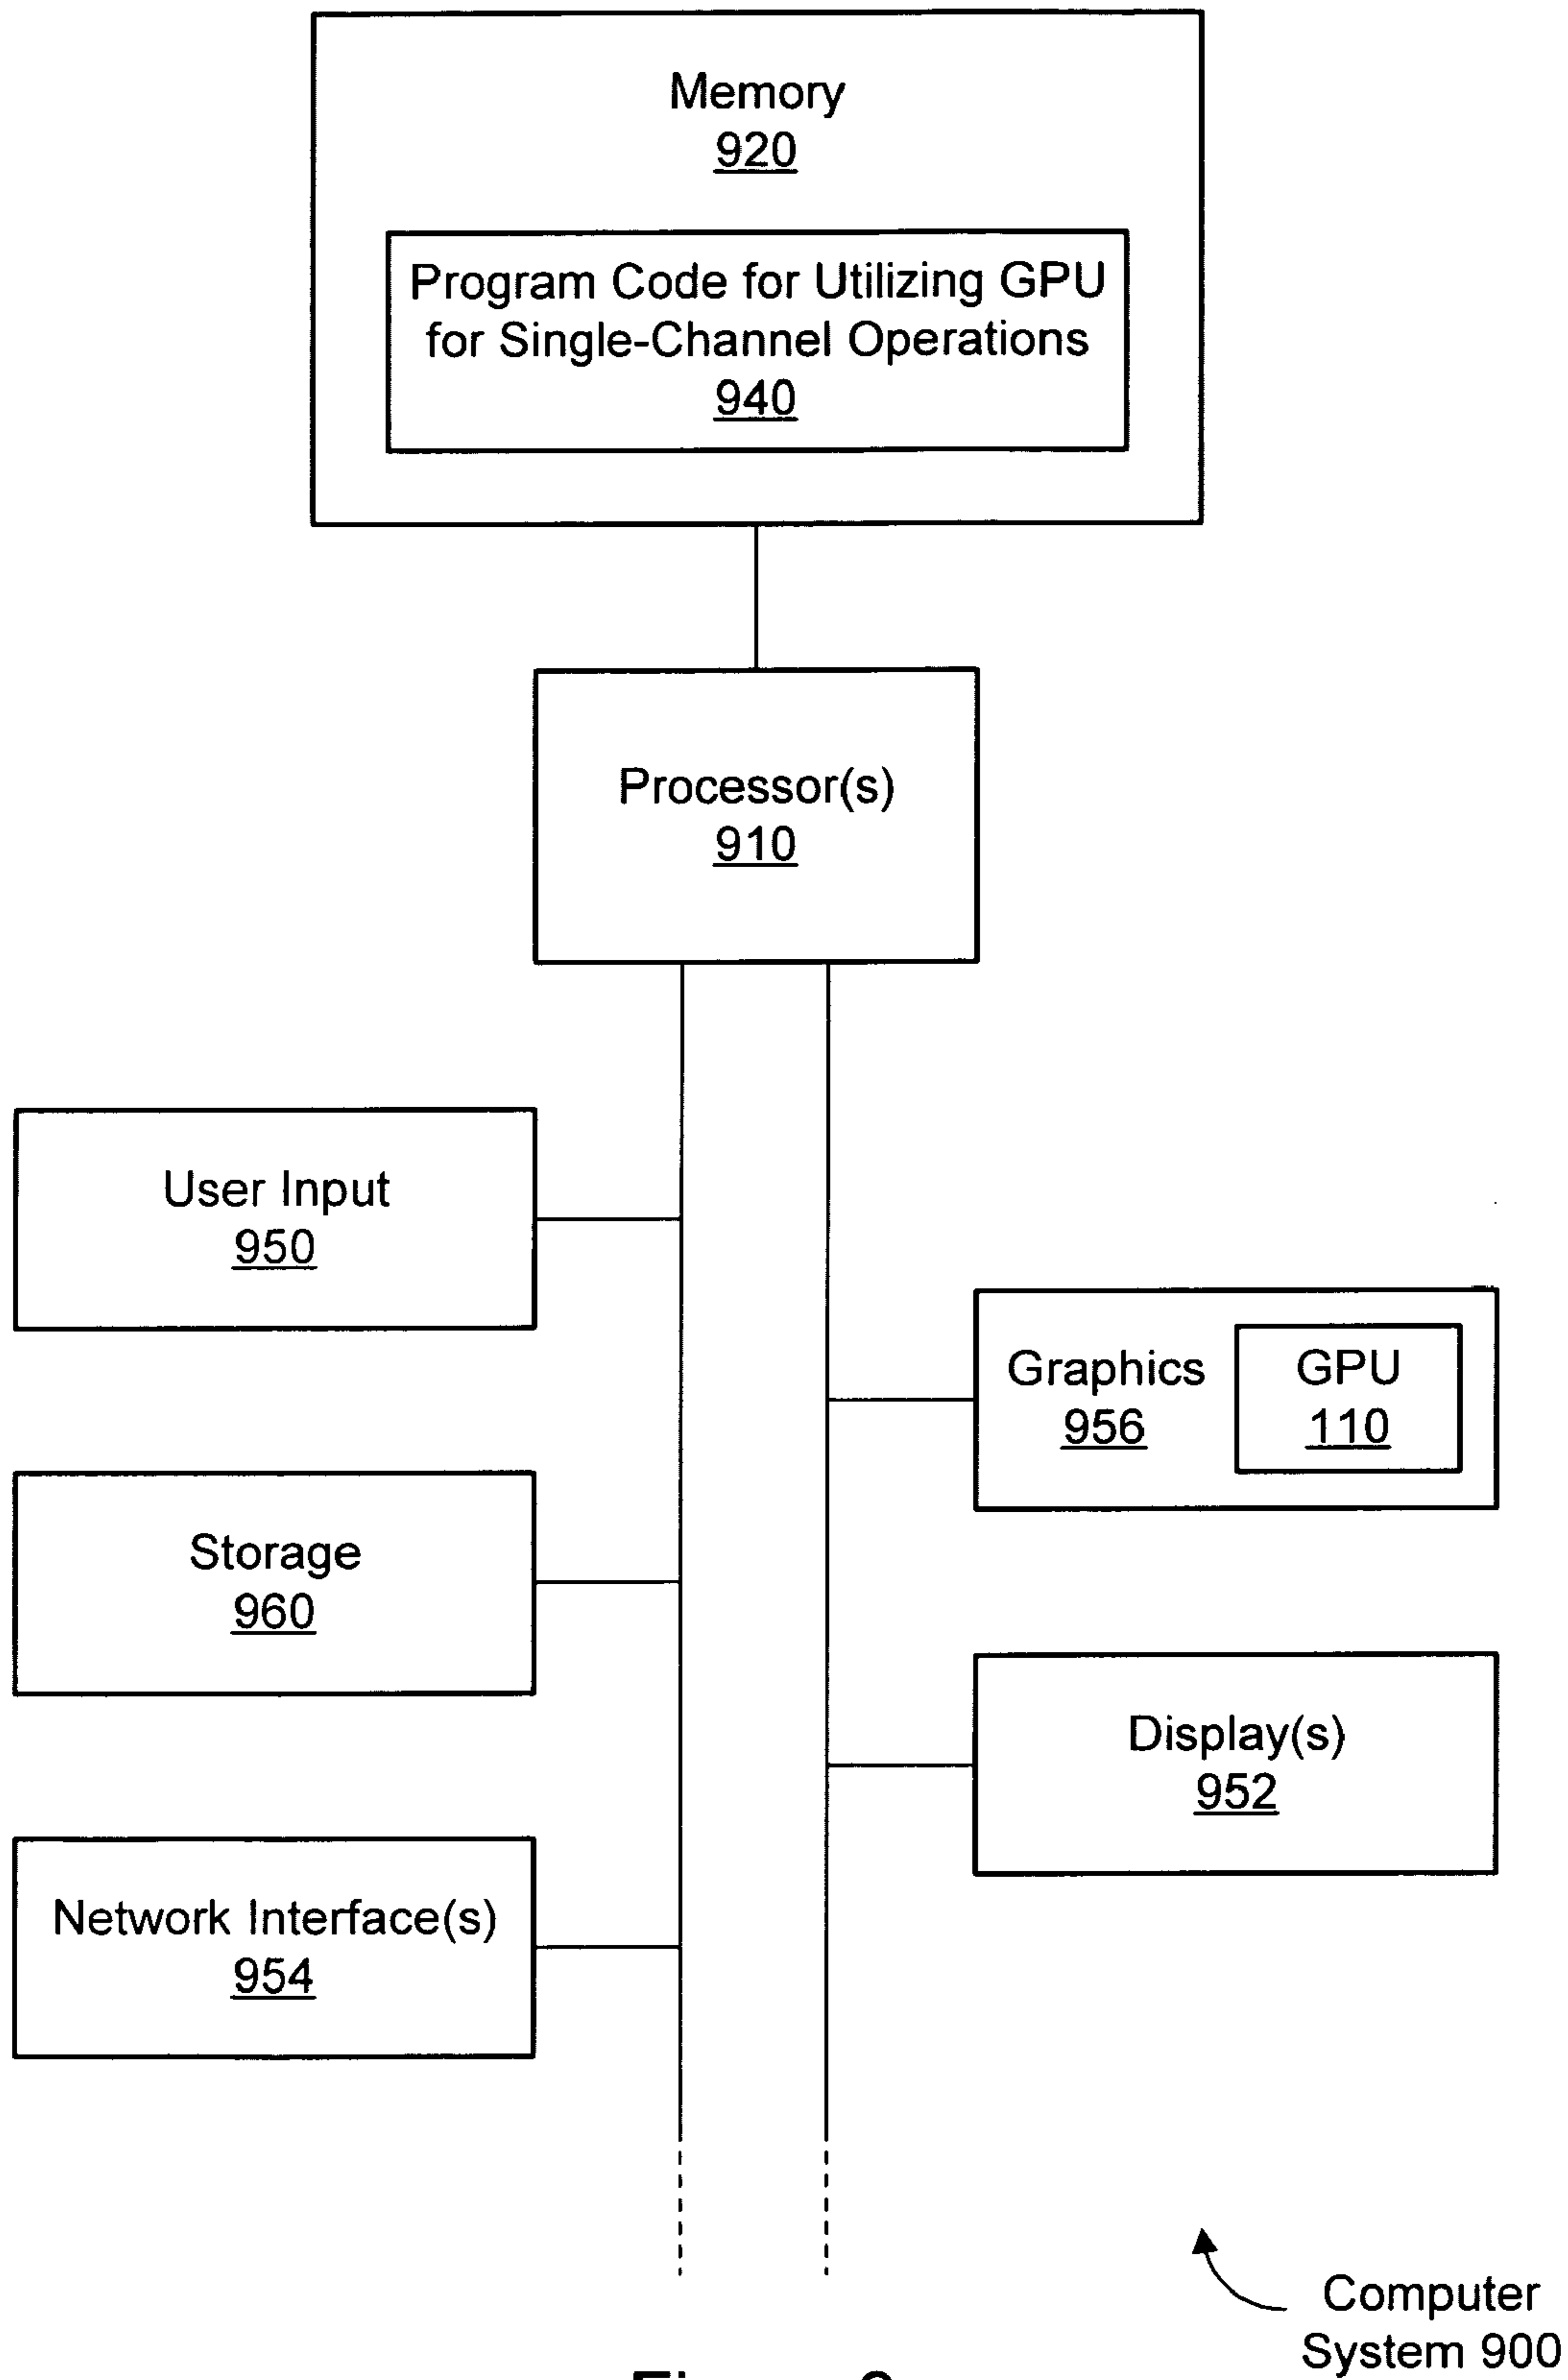 Memory
920
Program Code for Utilizing GPU
for Single-Channel Operations
940
Processor(s)
910
User Input
950
Graphics
956
GPU
110
Storage
960
Display(s)
952
Network Interface(s)
954
Computer
System 900